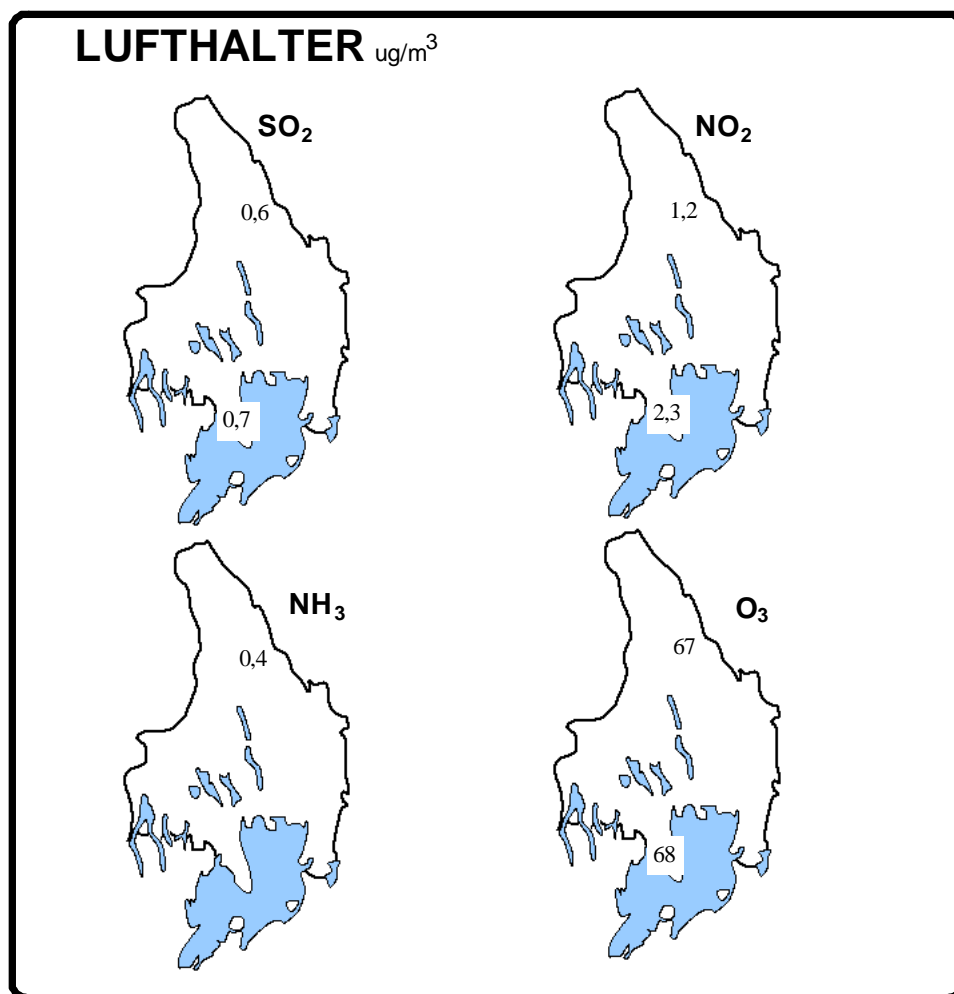 LUFTHALTER ug/m³
SO₂
0,6
0,7
NO₂
1,2
2,3
NH₃
0,4
O₃
67
68